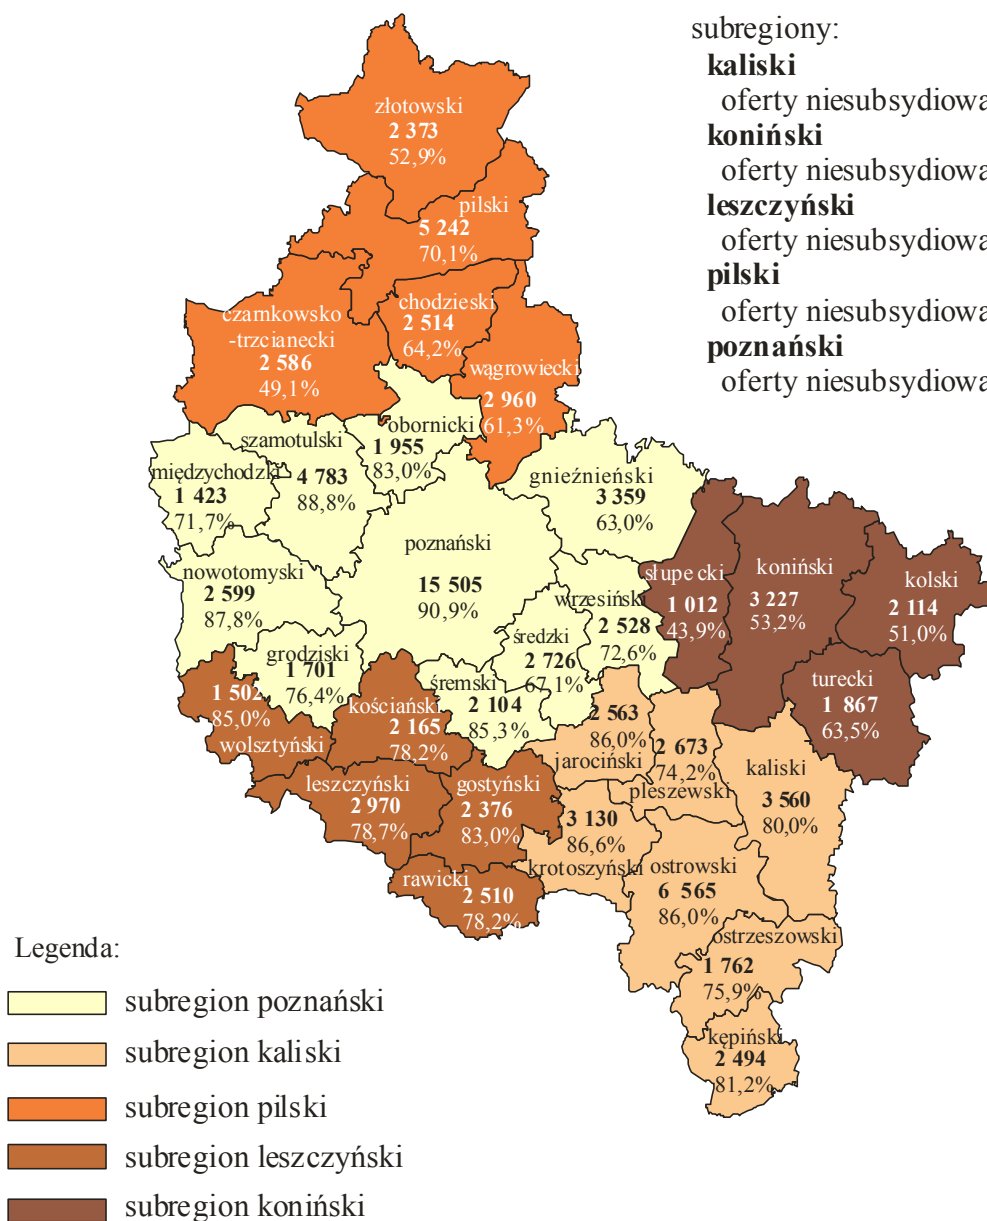 subregiony:
kaliski
oferty niesubsydiowa
koniński
oferty niesubsydiowa
leszczyński
oferty niesubsydiowa
pilski
oferty niesubsydiowa
poznański
oferty niesubsydiowa
złotowski
2 373
52,9%
pilski
5 242
70,1%
chodzieski
2 514
64,2%
czarnkowsko
-trzcianecki
2 586
49,1%
wągrowiecki
2 960
61,3%
obornicki
1 955
83,0%
szamotulski
4 783
88,8%
międzychodzki
1 423
71,7%
gnieźnieński
3 359
63,0%
poznański
15 505
90,9%
nowotomyski
2 599
87,8%
wrzesiński
2 528
72,6%
słupecki
1 012
43,9%
koniński
3 227
53,2%
kolski
2 114
51,0%
średzki
2 726
67,1%
grodziski
1 701
76,4%
śremski
2 104
85,3%
turecki
1 867
63,5%
1 502
85,0%
wolsztyński
kościański
2 165
78,2%
2 563
86,0%
jarociński
2 673
74,2%
pleszewski
kaliski
3 560
80,0%
leszczyński
2 970
78,7%
gostyński
2 376
83,0%
3 130
86,6%
krotoszyński
ostrowski
6 565
86,0%
rawicki
2 510
78,2%
ostrzeszowski
1 762
75,9%
kępiński
2 494
81,2%
Legenda:
subregion poznański
subregion kaliski
subregion pilski
subregion leszczyński
subregion koniński